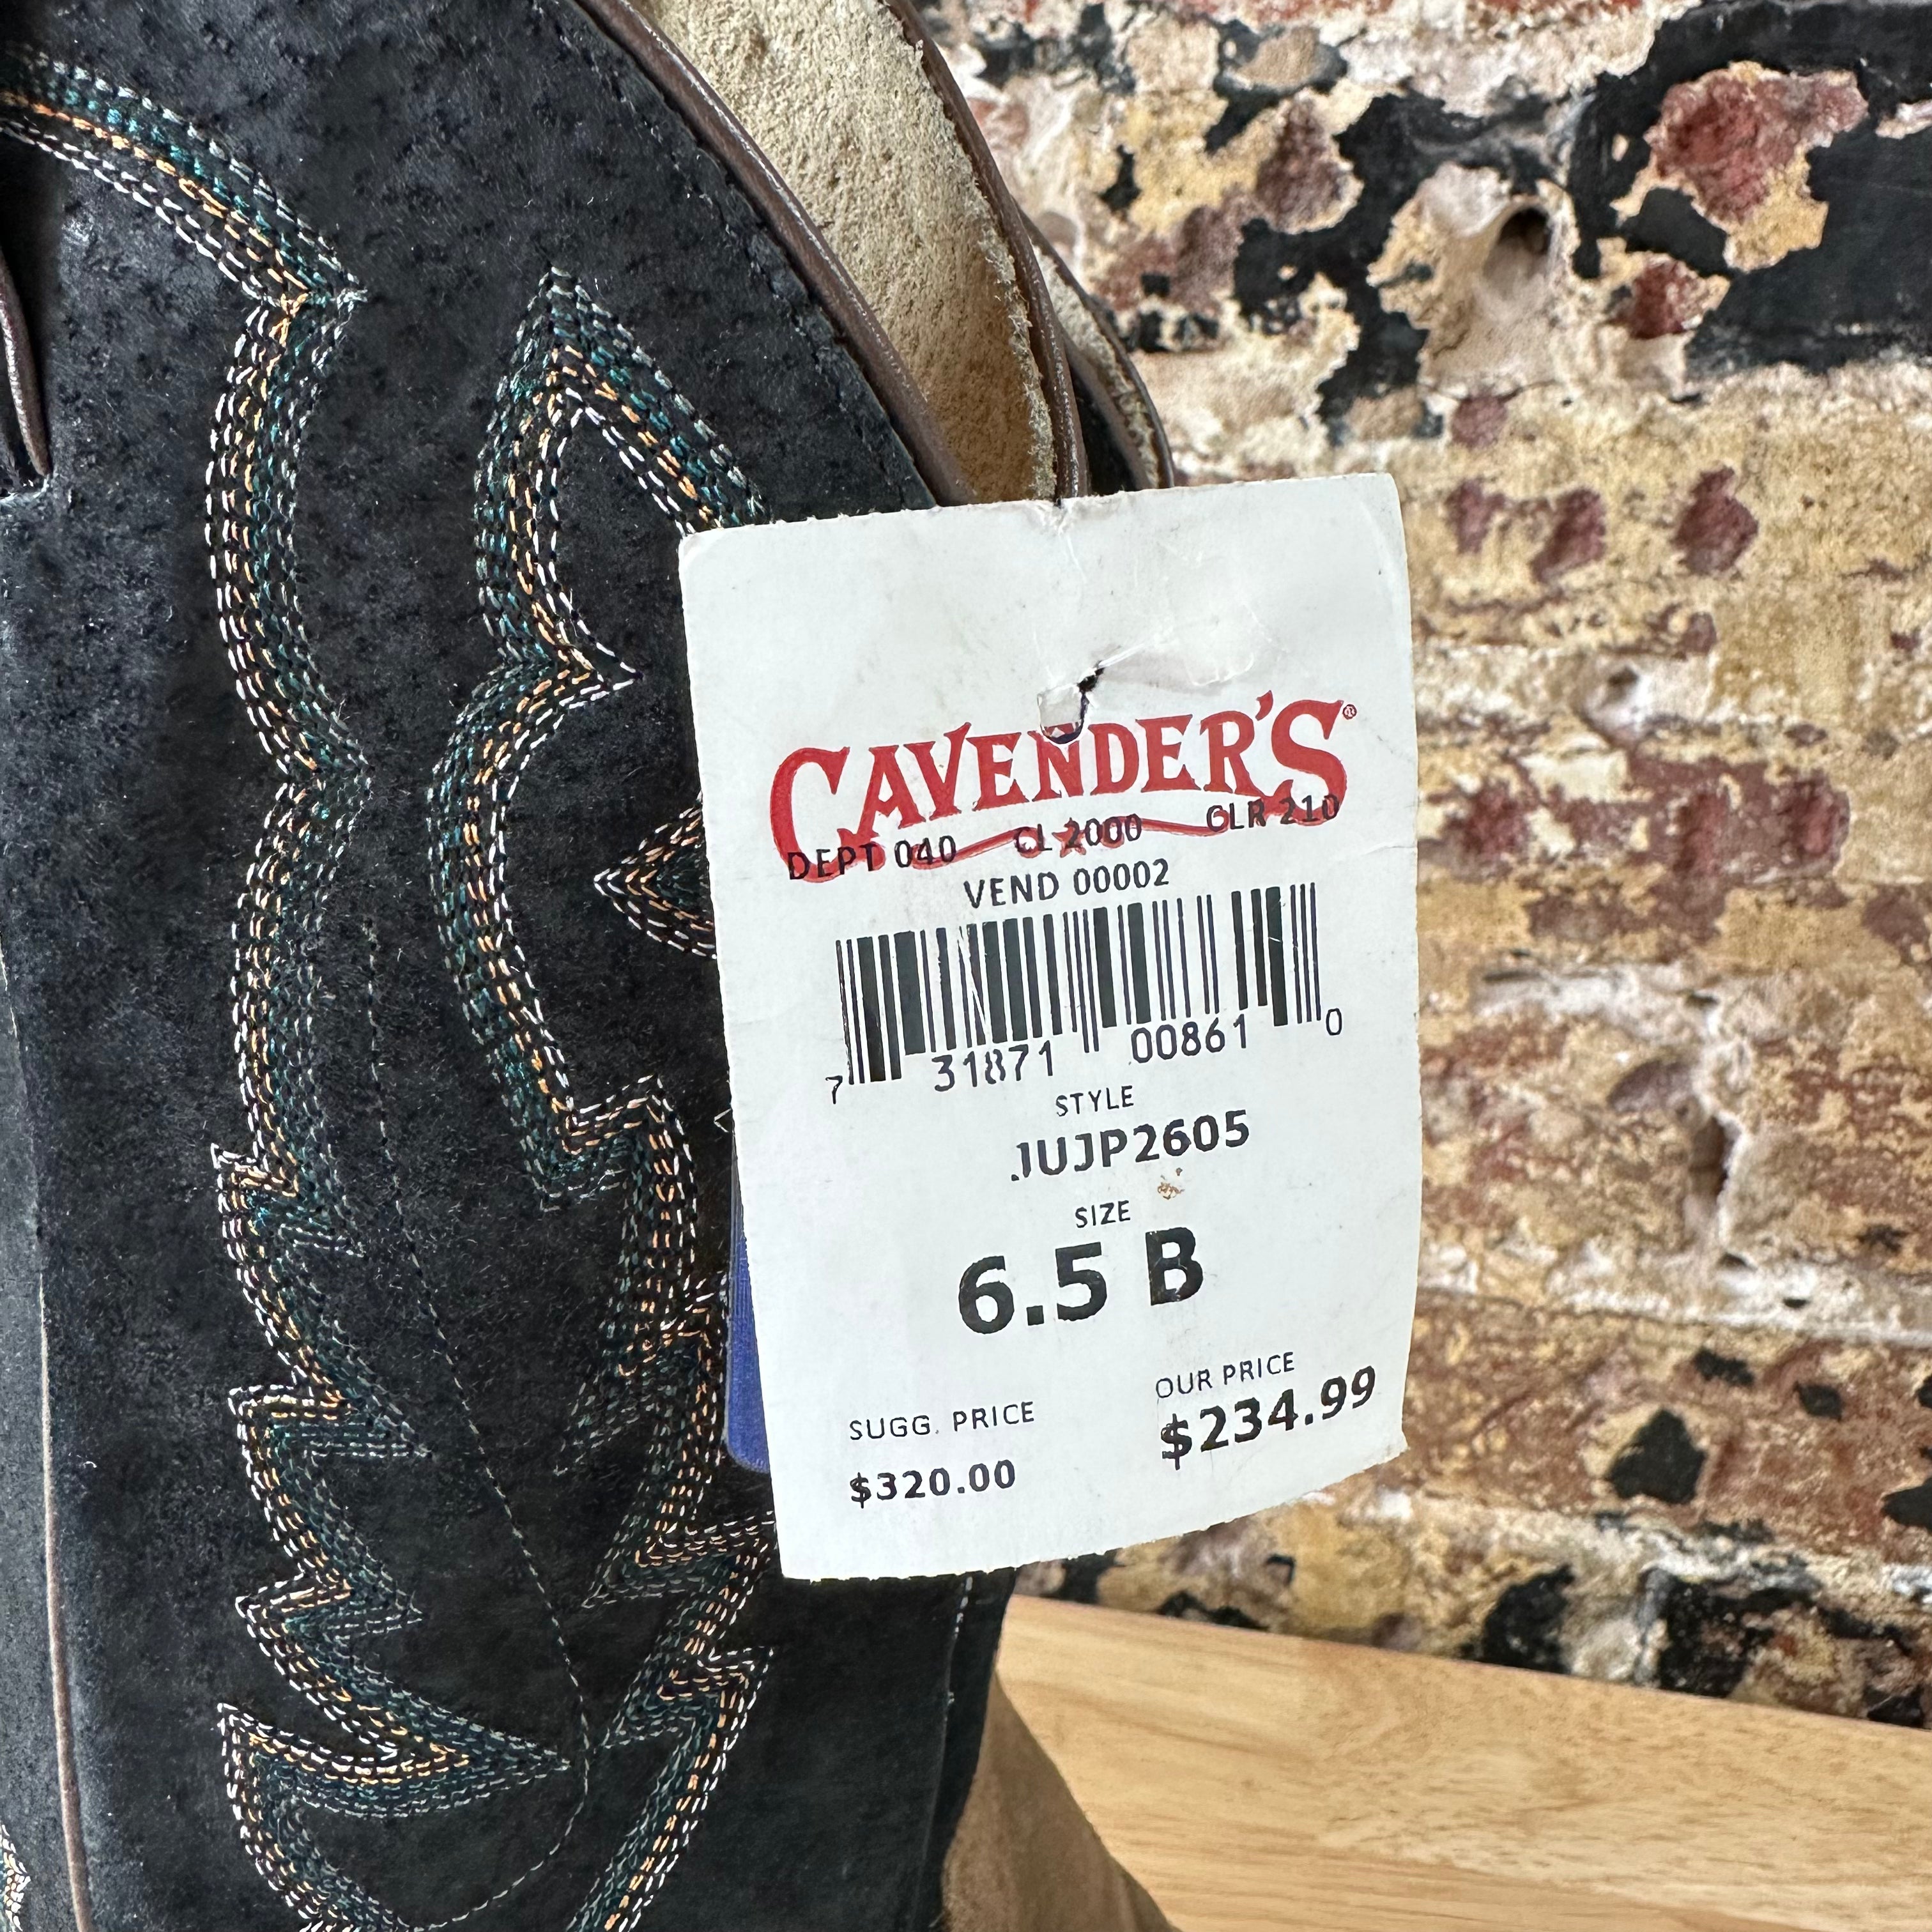 CAVENDER'S®
DEPT 040 CL 2000 CLR 210
VEND 00002
7 31871 00861 0
STYLE
JUJP2605
SIZE
6.5 B
SUGG. PRICE OUR PRICE
$320.00 $234.99